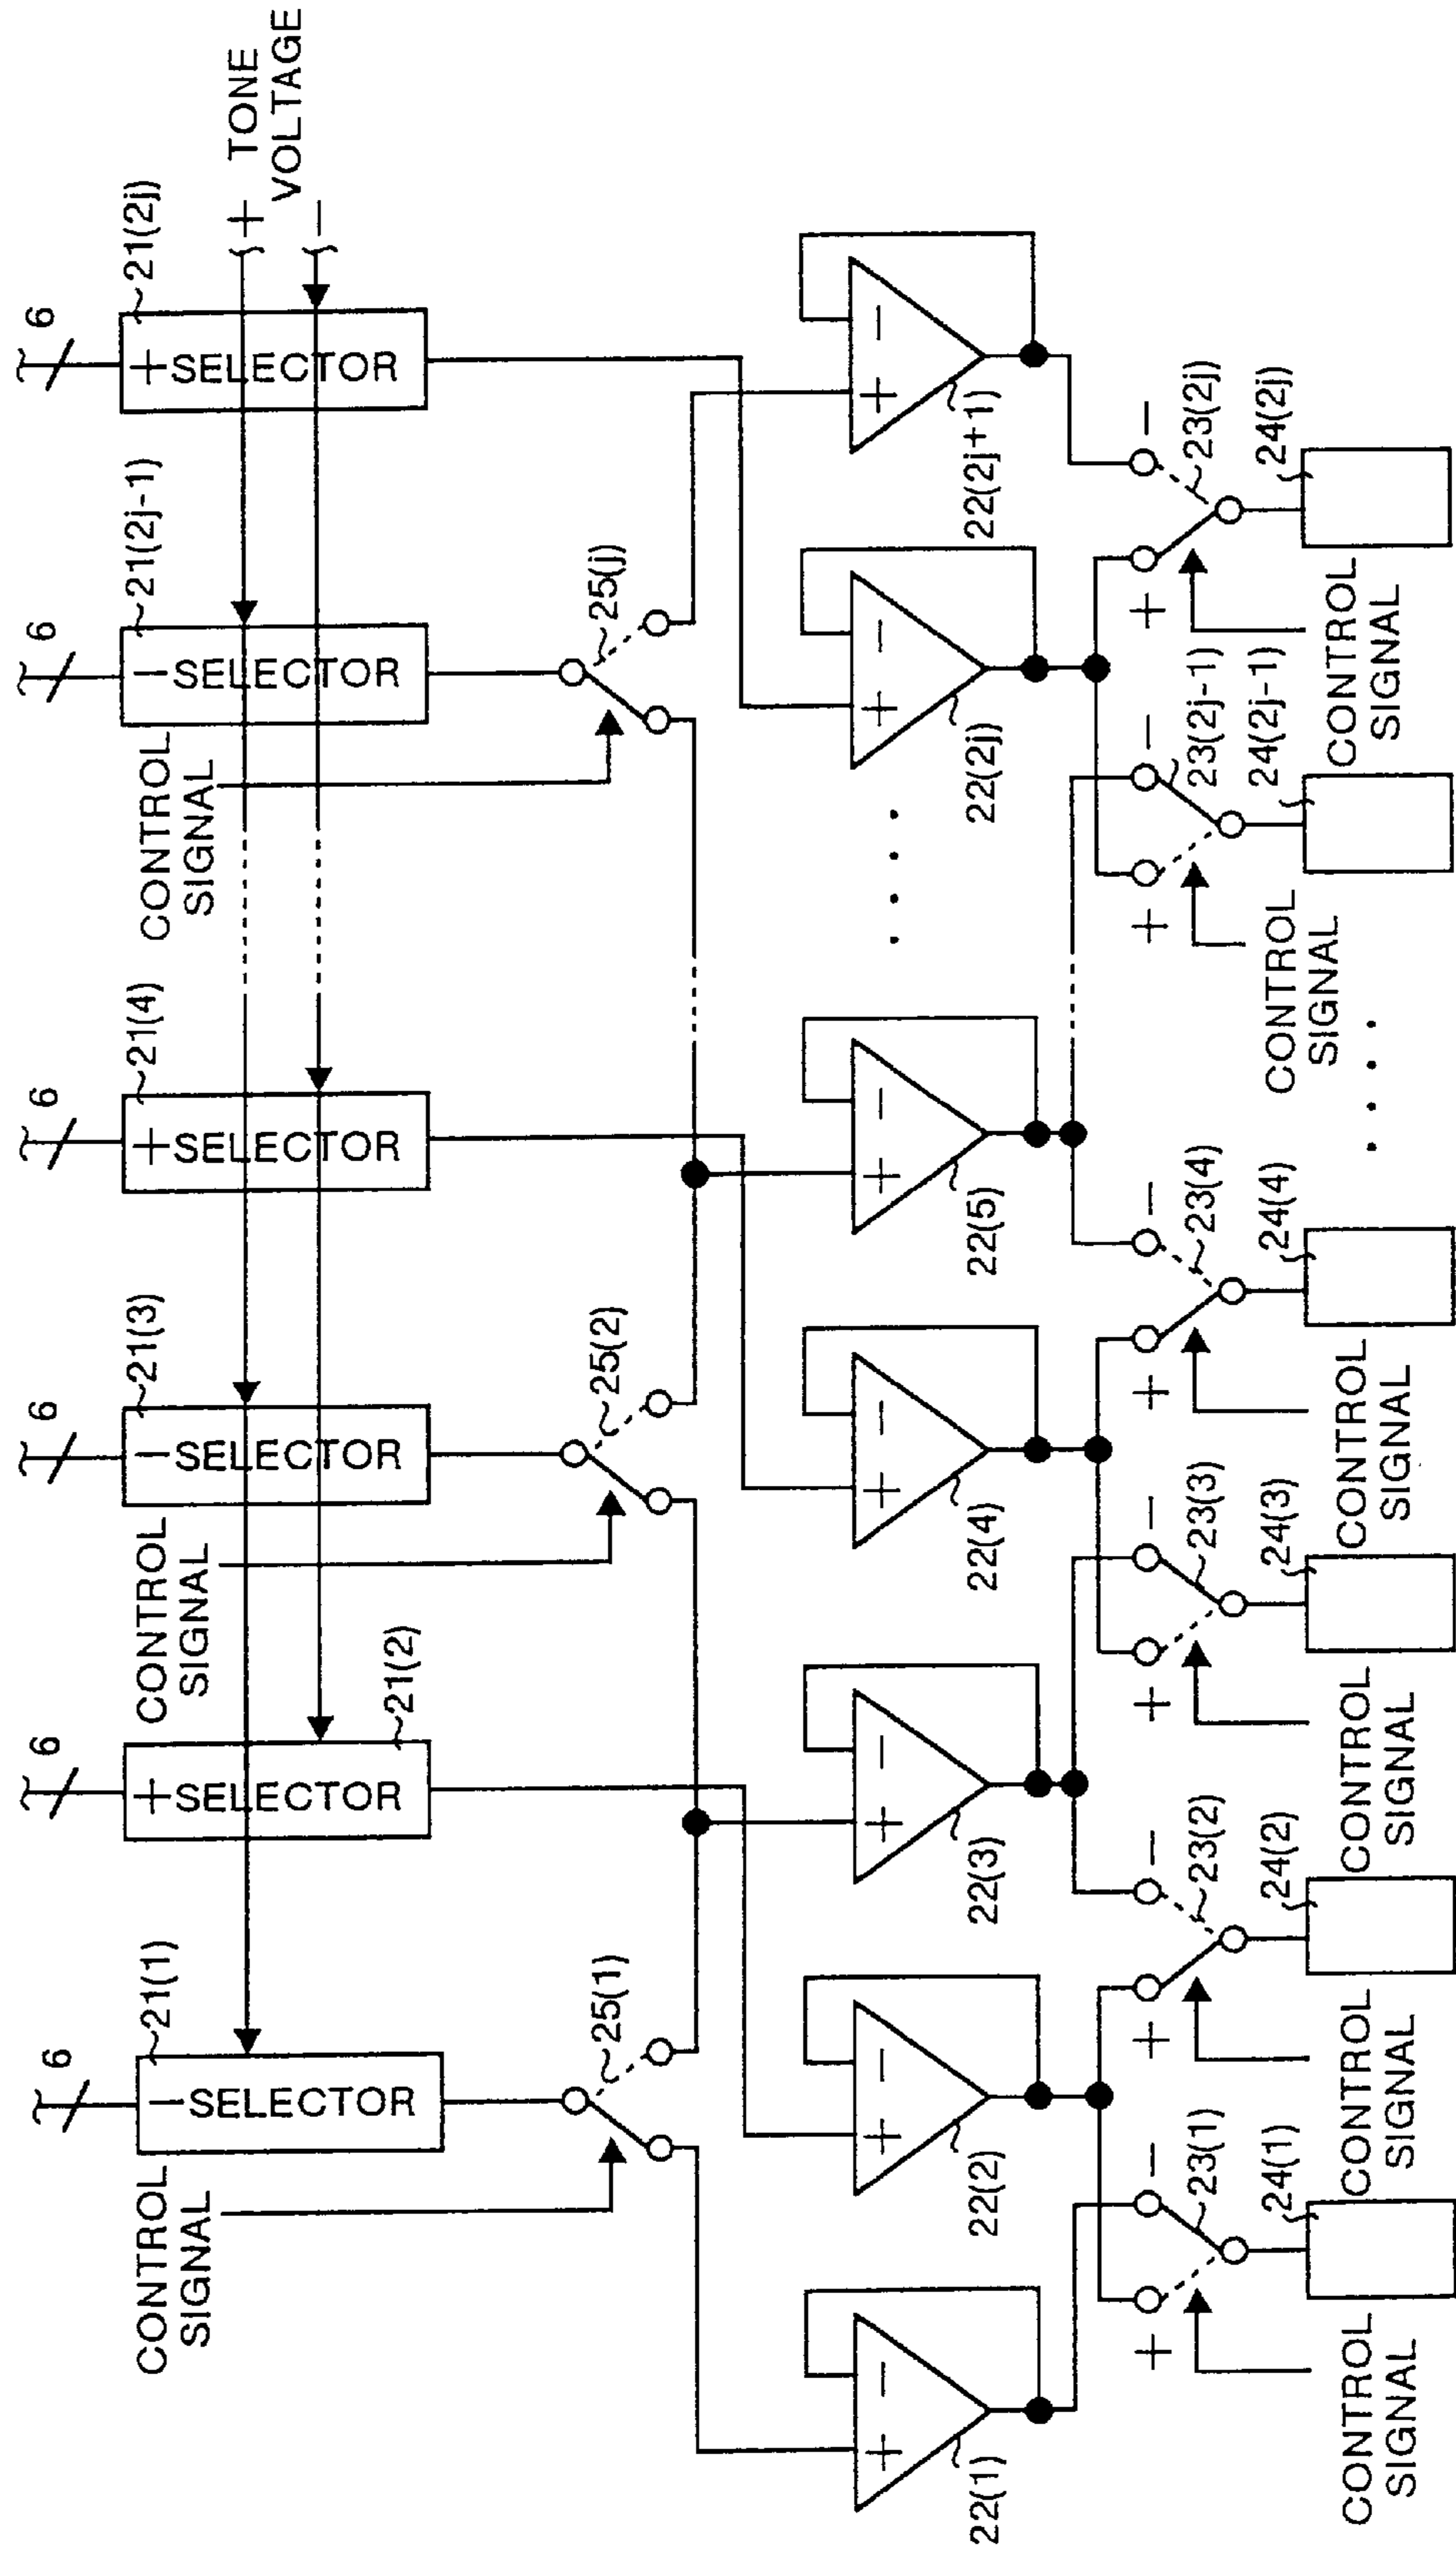 6
6
6
6
6
6
21(1)
21(3)
21(4)
21(2j-1)
21(2j)
− SELECTOR
+ SELECTOR
− SELECTOR
+ SELECTOR
− SELECTOR
+ SELECTOR
21(2)
+ TONE
VOLTAGE
−
CONTROL
SIGNAL
CONTROL
SIGNAL
CONTROL
SIGNAL
25(1)
25(2)
25(j)
+ −
+ −
+ −
+ −
+ −
+ −
+ −
22(1)
22(2)
22(3)
22(4)
22(5)
22(2j)
22(2j+1)
+ −
+ −
+ −
+ −
+ −
+ −
23(1)
23(2)
23(3)
23(4)
23(2j-1)
23(2j)
24(1)
24(2)
24(3)
24(4)
24(2j-1)
24(2j)
CONTROL
SIGNAL
CONTROL
SIGNAL
CONTROL
SIGNAL
CONTROL
SIGNAL
CONTROL
SIGNAL
CONTROL
SIGNAL